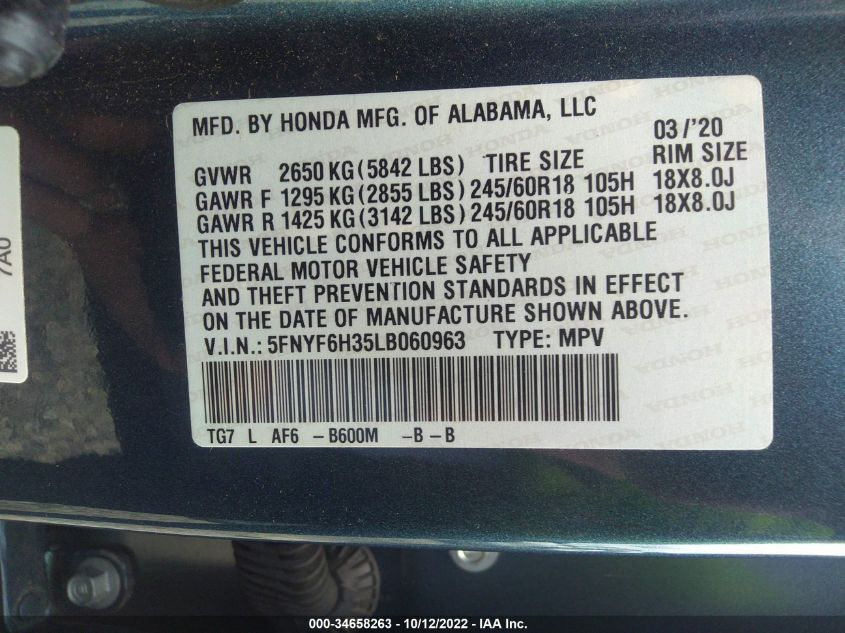 MFD. BY HONDA MFG. OF ALABAMA, LLC
03/'20
GVWR 2650 KG (5842 LBS) TIRE SIZE RIM SIZE
GAWR F 1295 KG (2855 LBS) 245/60R18 105H 18X8.0J
GAWR R 1425 KG (3142 LBS) 245/60R18 105H 18X8.0J
THIS VEHICLE CONFORMS TO ALL APPLICABLE
FEDERAL MOTOR VEHICLE SAFETY
AND THEFT PREVENTION STANDARDS IN EFFECT
ON THE DATE OF MANUFACTURE SHOWN ABOVE.
V.I.N.: 5FNYF6H35LB060963 TYPE: MPV
TG7 L AF6 -B600M -B-B
7A0
000-34658263 - 10/12/2022 - IAA Inc.